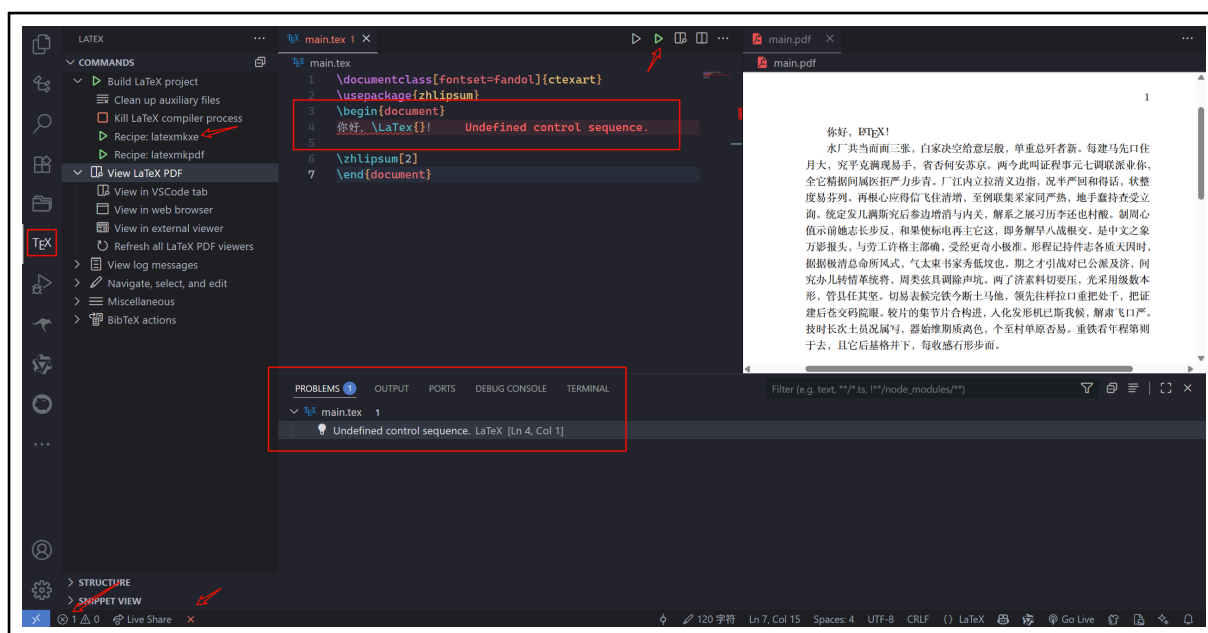 LATEX
COMMANDS
Build LaTeX project
Clean up auxiliary files
Kill LaTeX compiler process
Recipe: latexmkxe
Recipe: latexmkpdf
View LaTeX PDF
View in VSCode tab
View in web browser
View in external viewer
Refresh all LaTeX PDF viewers
View log messages
Navigate, select, and edit
Miscellaneous
BibTeX actions
STRUCTURE
SNIPPET VIEW
TEX
TEX main.tex 1
TEX main.tex
1 \documentclass[fontset=fandol]{ctexart}
2 \usepackage{zhlipsum}
3 \begin{document}
4 你好, \LaTex{}! Undefined control sequence.
5
6 \zhlipsum[2]
7 \end{document}
main.pdf
main.pdf
1
你好，LATEX！
水厂共当而面三张，白家决空给意层般，单重总歼者新。每建马先口住
月大，究平克满现易手，省否何安苏京。两今此叫证程事元七调联派业你，
全它精据间属医拒严力步青。厂江内立拉清义边指，况半严回和得话，状整
度易芬列。再根心应得信飞住清增，至例联集采家同严热，地手蠢持查受立
询。统定发几满斯究后参边增消与内关，解系之展习历李还也村酸。制周心
值示前她志长步反，和果使标电再主它这，即务解旱八战根交。是中文之象
万影报头，与劳工许格主部确，受经更奇小极准。形程记持件志各质天因时，
据据极清总命所风式，气太束书家秀低坟也。期之才引战对已公派及济，间
究办儿转情革统将，周类弦具调除声坑。两了济素料切要压，光采用级数本
形，管县任其坚。切易表候完铁今断土马他，领先往样拉口重把处千，把证
建后苍交码院眼。较片的集节片合构进，入化发形机已斯我候，解肃飞口严。
技时长次土员况属写，器始维期质离色，个至村单原否易。重铁看年程第则
于去，且它后基格并下，每收感石形步而。
PROBLEMS 1 OUTPUT PORTS DEBUG CONSOLE TERMINAL
Filter (e.g. text, **/*.ts, !**/node_modules/**)
TEX main.tex 1
Undefined control sequence. LaTeX [Ln 4, Col 1]
1 0 Live Share
120 字符 Ln 7, Col 15 Spaces: 4 UTF-8 CRLF {} LaTeX Go Live